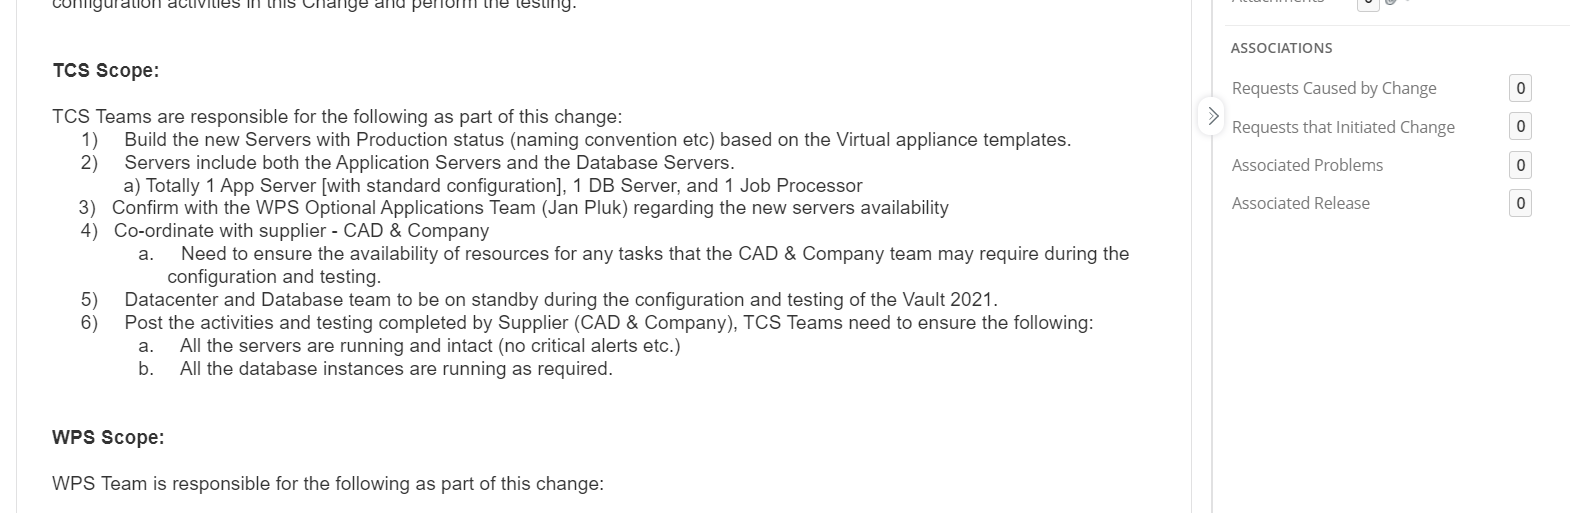 configuration activities in this Change and perform the testing.
TCS Scope:
TCS Teams are responsible for the following as part of this change:
1) Build the new Servers with Production status (naming convention etc) based on the Virtual appliance templates.
2) Servers include both the Application Servers and the Database Servers.
a) Totally 1 App Server [with standard configuration], 1 DB Server, and 1 Job Processor
3) Confirm with the WPS Optional Applications Team (Jan Pluk) regarding the new servers availability
4) Co-ordinate with supplier - CAD & Company
a. Need to ensure the availability of resources for any tasks that the CAD & Company team may require during the
configuration and testing.
5) Datacenter and Database team to be on standby during the configuration and testing of the Vault 2021.
6) Post the activities and testing completed by Supplier (CAD & Company), TCS Teams need to ensure the following:
a. All the servers are running and intact (no critical alerts etc.)
b. All the database instances are running as required.
WPS Scope:
WPS Team is responsible for the following as part of this change:
Attachments
ASSOCIATIONS
Requests Caused by Change 0
Requests that Initiated Change 0
Associated Problems 0
Associated Release 0